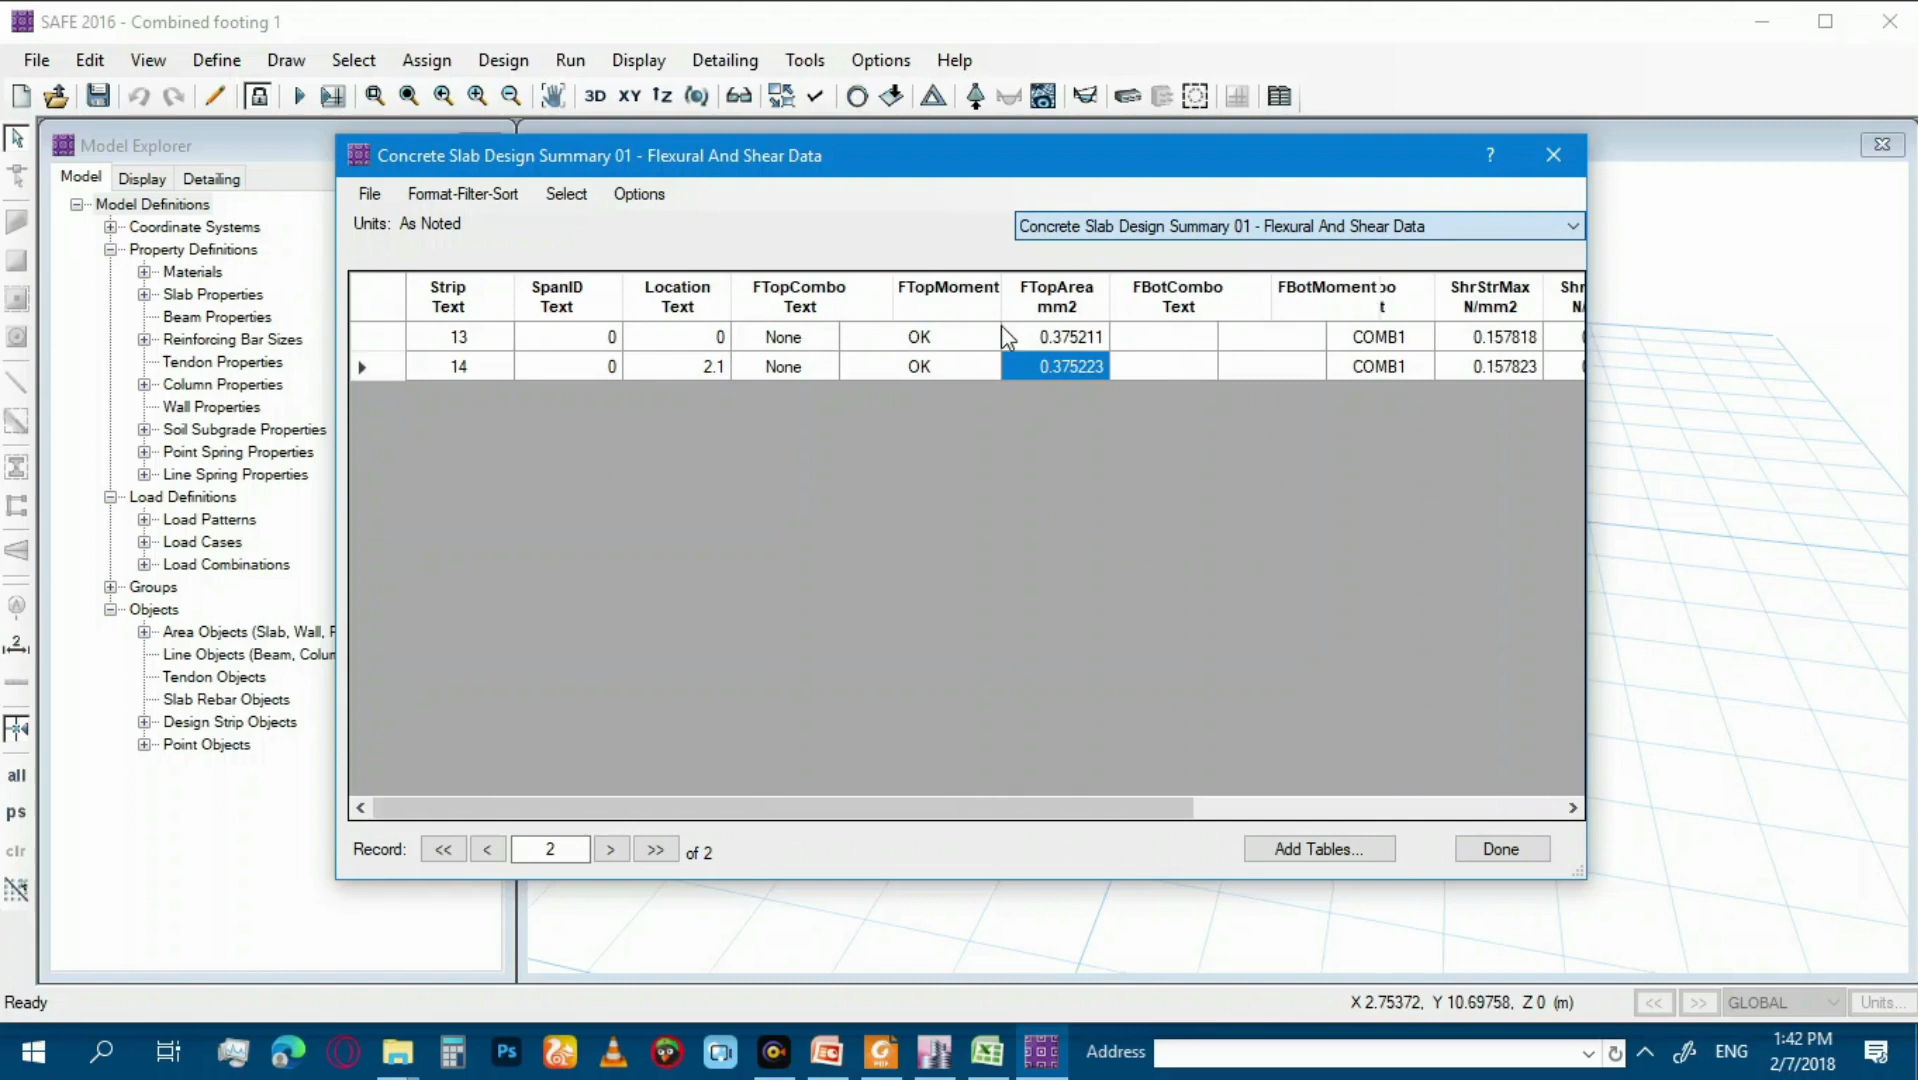 SAFE 2016 - Combined footing 1
File Edit View Define Draw Select Assign Design Run Display Detailing Tools Options Help
3D XY
Model Explorer
Model Display Detailing
Model Definitions
Coordinate Systems
Property Definitions
Materials
Slab Properties
Beam Properties
Reinforcing Bar Sizes
Tendon Properties
Column Properties
Wall Properties
Soil Subgrade Properties
Point Spring Properties
Line Spring Properties
Load Definitions
Load Patterns
Load Cases
Load Combinations
Groups
Objects
Area Objects (Slab, Wall, F
Line Objects (Beam, Colun
Tendon Objects
Slab Rebar Objects
Design Strip Objects
Point Objects
2
all
ps
clr
Concrete Slab Design Summary 01 - Flexural And Shear Data
File Format-Filter-Sort Select Options
Units: As Noted
Concrete Slab Design Summary 01 - Flexural And Shear Data
Strip SpanID Location FTopCombo FTopMoment FTopArea FBotCombo FBotMoment ShrStrMax Shr
Text Text Text Text mm2 Text t N/mm2 N/
13 0 0 None OK 0.375211 COMB1 0.157818
14 0 2.1 None OK 0.375223 COMB1 0.157823
Record: << < 2 > >> of 2
Add Tables...
Done
Ready
X 2.75372, Y 10.69758, Z 0 (m)
<< >> GLOBAL Units...
Ps
Address
ENG
1:42 PM
2/7/2018